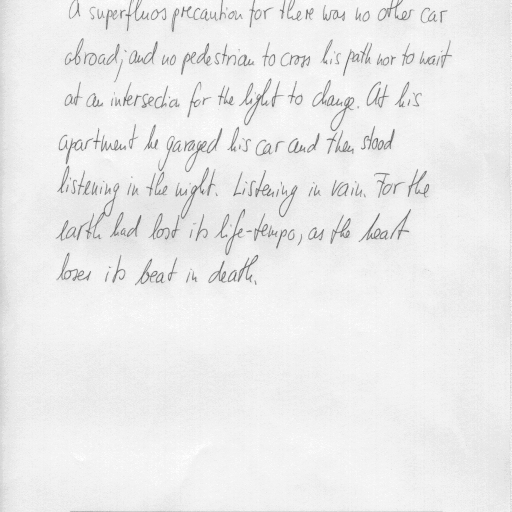 A superfluos precaution for there was no other car
abroad; and no pedestrian to cross his path nor to wait
at an intersection for the light to change. At his
apartment he garaged his car and then stood
listening in the night. Listening in vain. For the
earth had lost its life-tempo, as the heart
loses its beat in death.